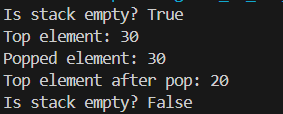 Is stack empty? True
Top element: 30
Popped element: 30
Top element after pop: 20
Is stack empty? False